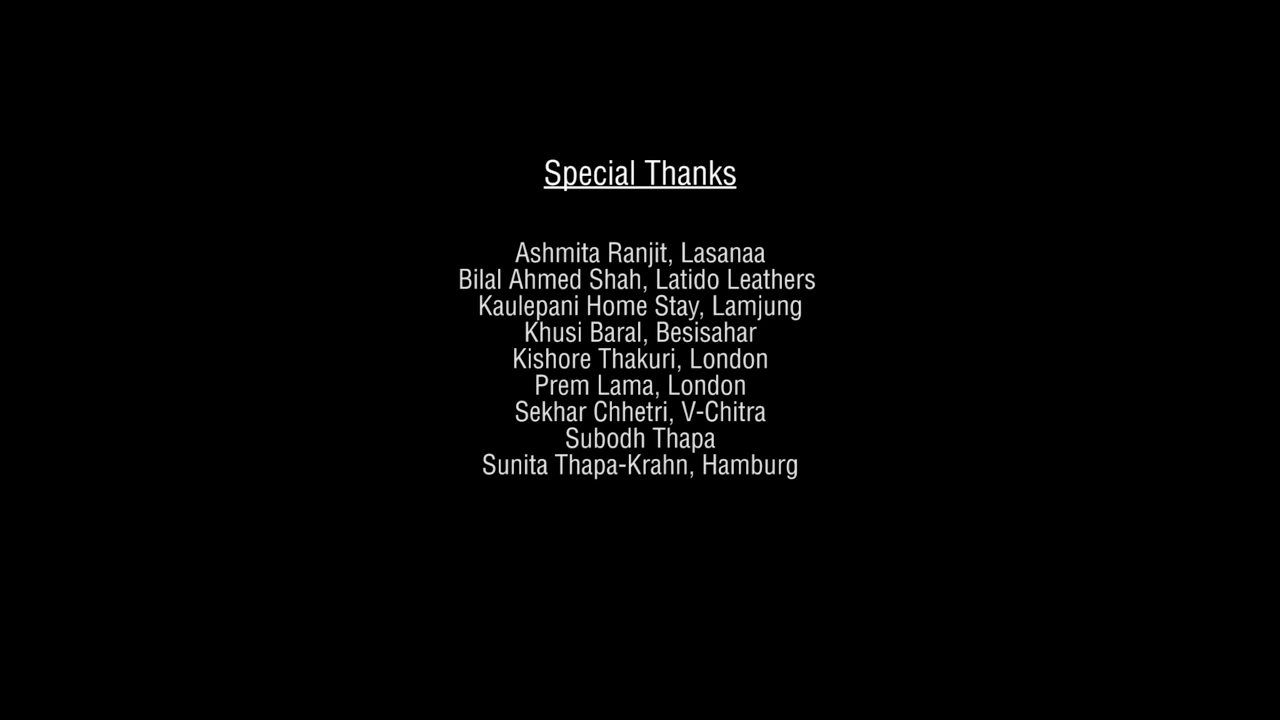 Special Thanks
Ashmita Ranjit, Lasanaa
Bilal Ahmed Shah, Latido Leathers
Kaulepani Home Stay, Lamjung
Khusi Baral, Besisahar
Kishore Thakuri, London
Prem Lama, London
Sekhar Chhetri, V-Chitra
Subodh Thapa
Sunita Thapa-Krahn, Hamburg